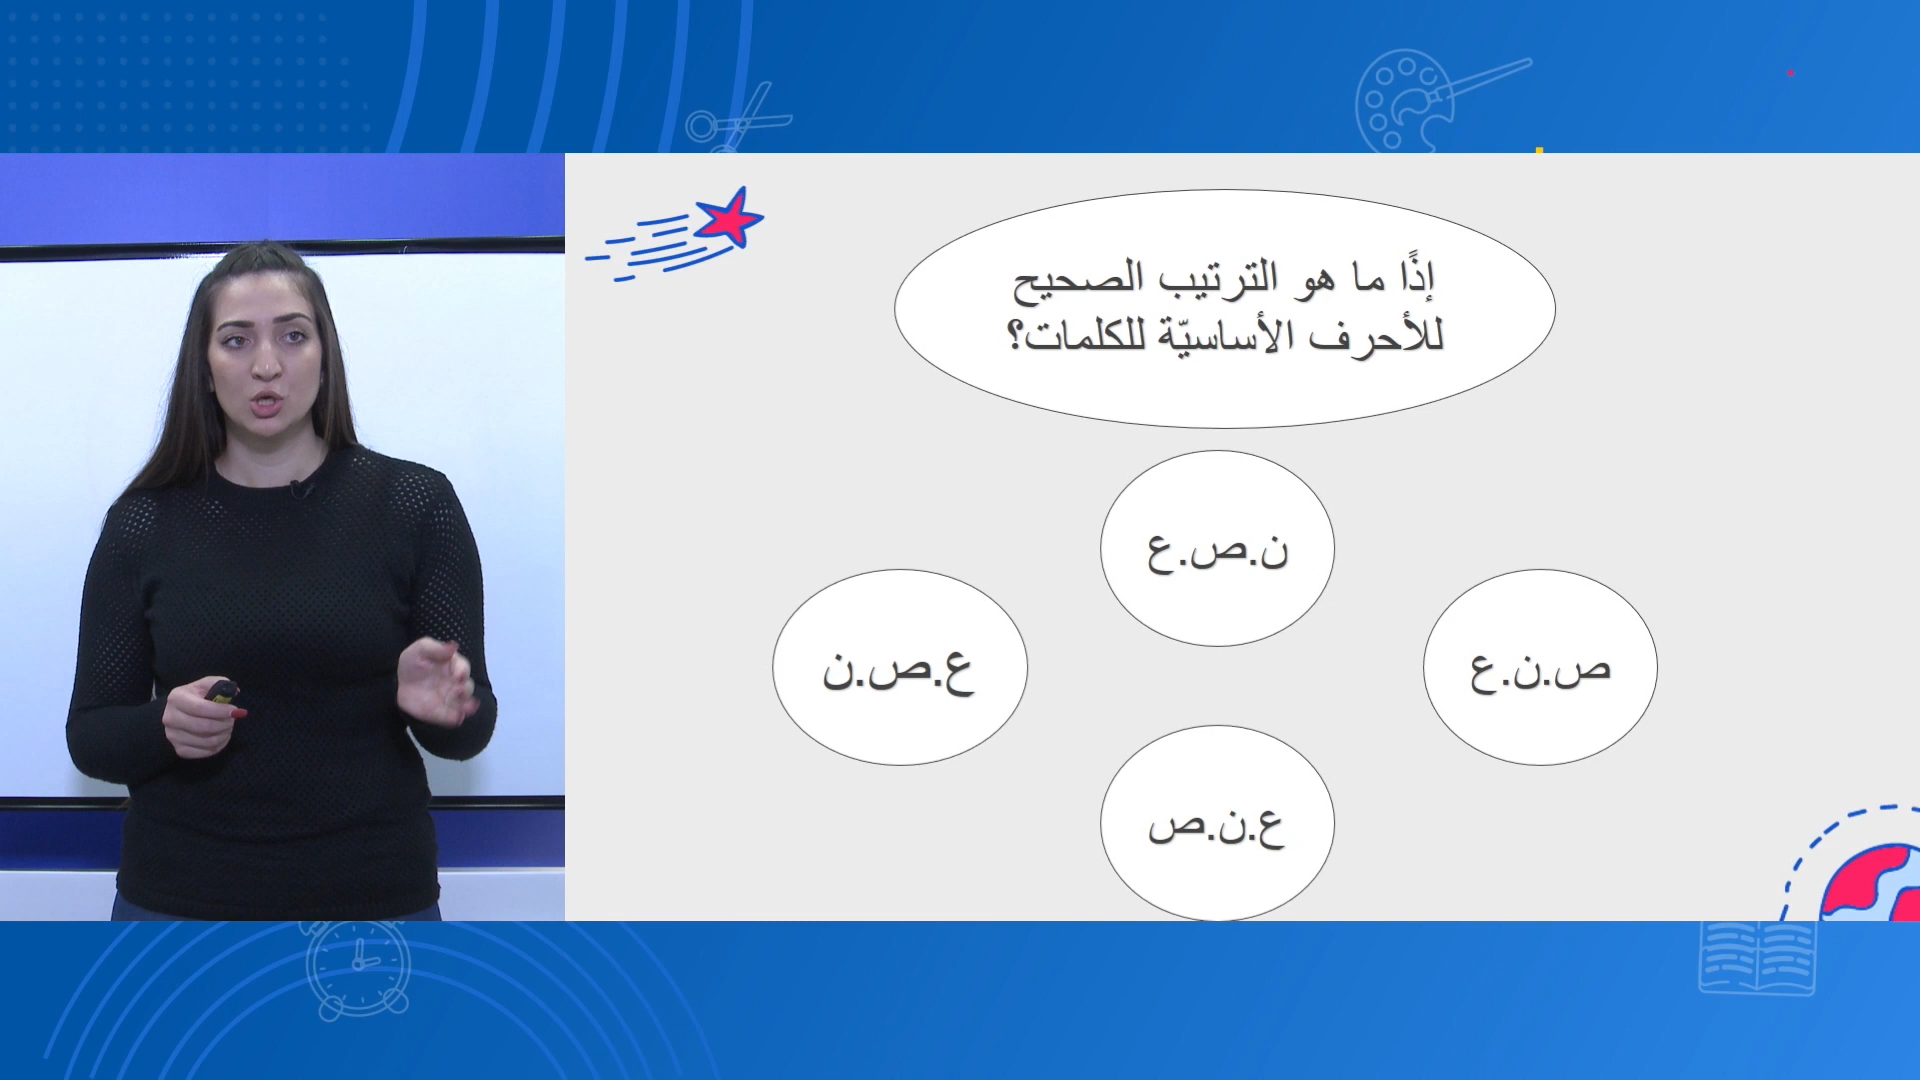 إذًا ما هو الترتيب الصحيح
للأحرف الأساسيّة للكلمات؟
ن.ص.ع
ص.ن.ع
ع.ص.ن
ع.ن.ص